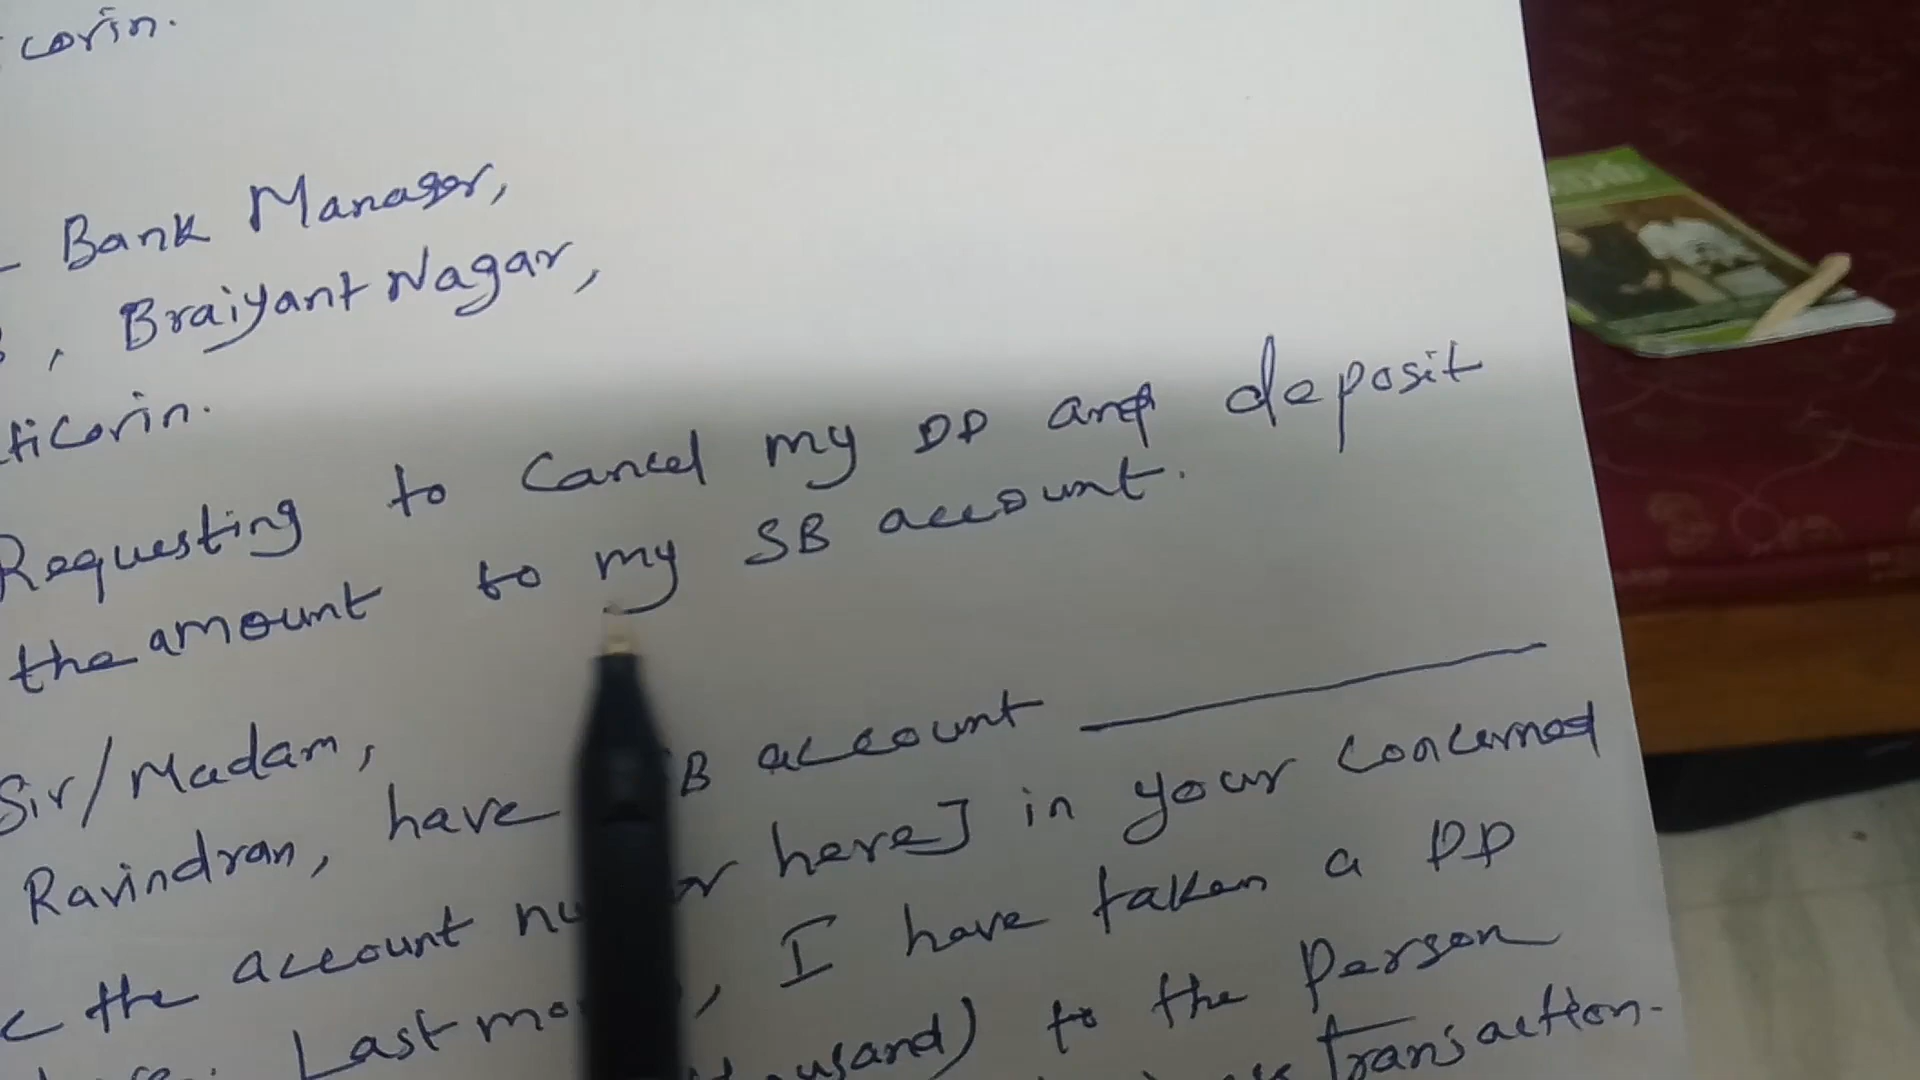 corin.
Bank Manager,
, Braiyant Nagar,
ticorin.
Requesting to Cancel my DD and deposit
the amount to my SB account.
Sir/Madam,
Ravindran, have B account
the account nu r here] in your concerned
Last mo , I have taken a DD
ousand) to the Person
transaction.